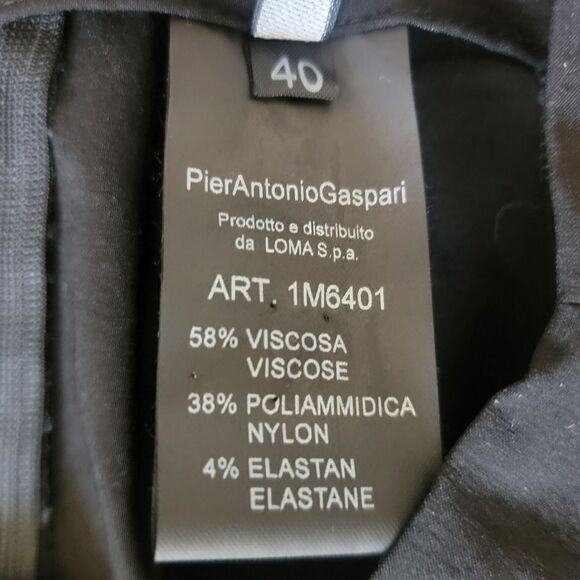 40
PierAntonioGaspari
Prodotto e distribuito
da LOMA S.p.a.
ART. 1M6401
58% VISCOSA
VISCOSE
38% POLIAMMIDICA
NYLON
4% ELASTAN
ELASTANE